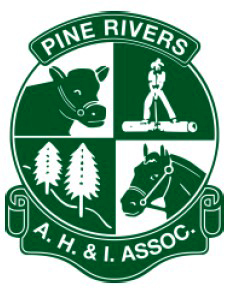 PINE RIVERS
A. H. & I. ASSOC.